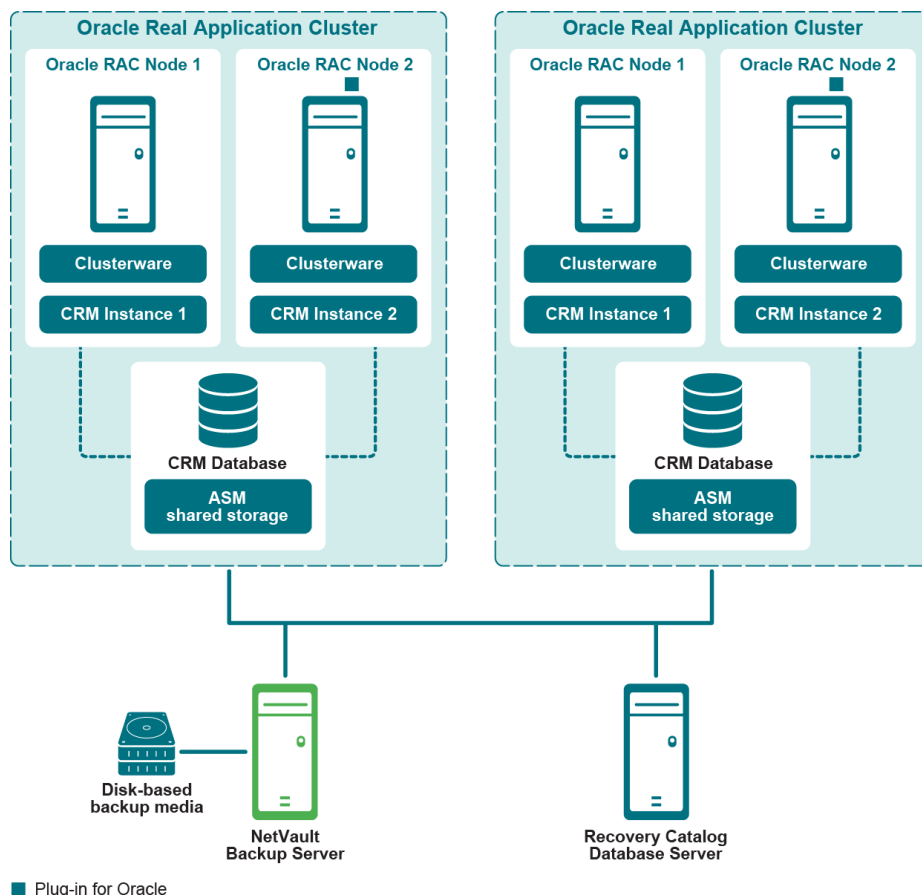 Oracle Real Application Cluster
Oracle RAC Node 1
Oracle RAC Node 2
Clusterware
Clusterware
CRM Instance 1
CRM Instance 2
CRM Database
ASM
shared storage
Oracle Real Application Cluster
Oracle RAC Node 1
Oracle RAC Node 2
Clusterware
Clusterware
CRM Instance 1
CRM Instance 2
CRM Database
ASM
shared storage
Disk-based
backup media
NetVault
Backup Server
Recovery Catalog
Database Server
Plug-in for Oracle